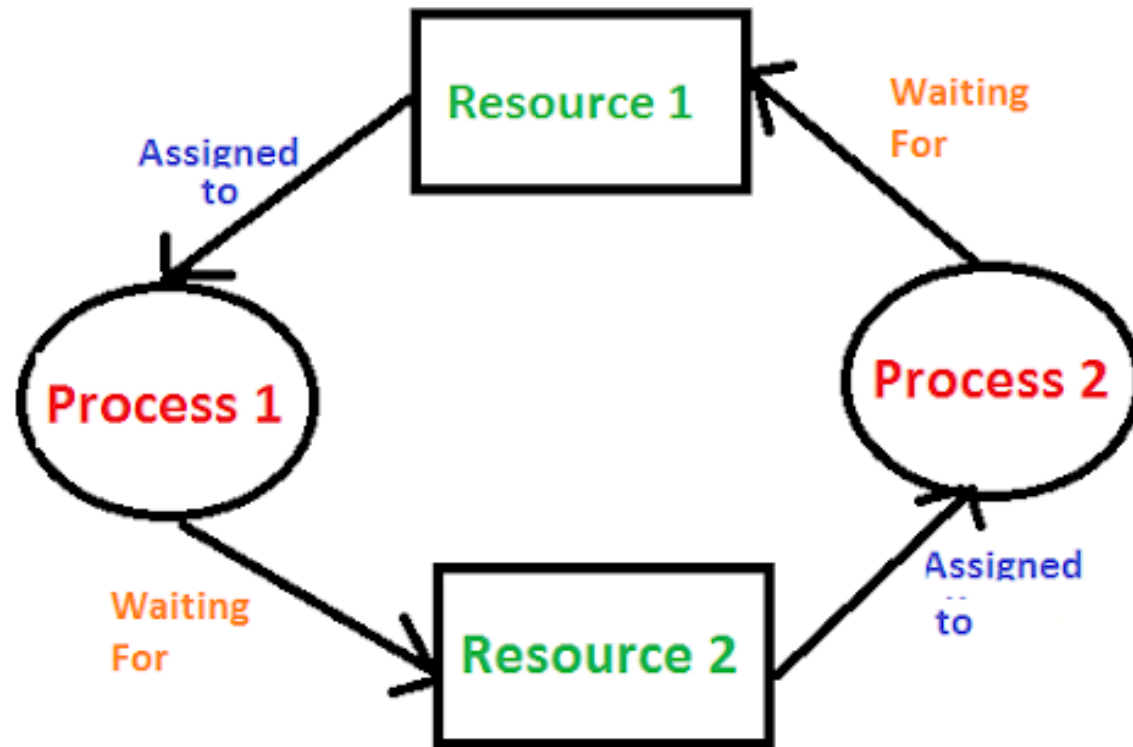 Resource 1
Waiting
For
Assigned
to
Process 1
Process 2
Waiting
For
Resource 2
Assigned
to